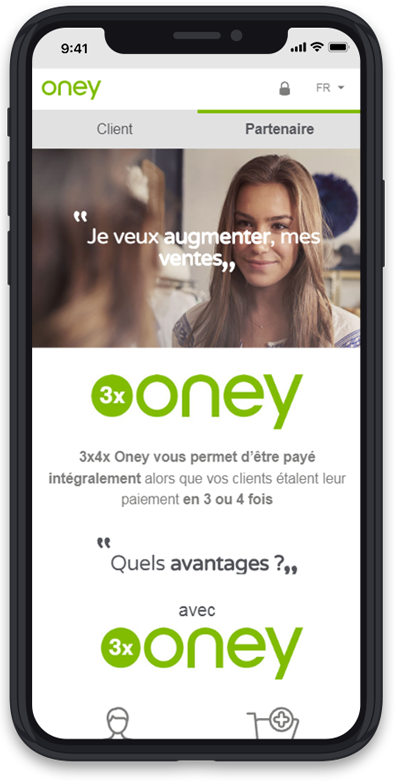 9:41
oney
FR
Client Partenaire
“
Je veux augmenter, mes
ventes„
3x oney
3x4x Oney vous permet d'être payé
intégralement alors que vos clients étalent leur
paiement en 3 ou 4 fois
“
Quels avantages ?„
avec
3x oney